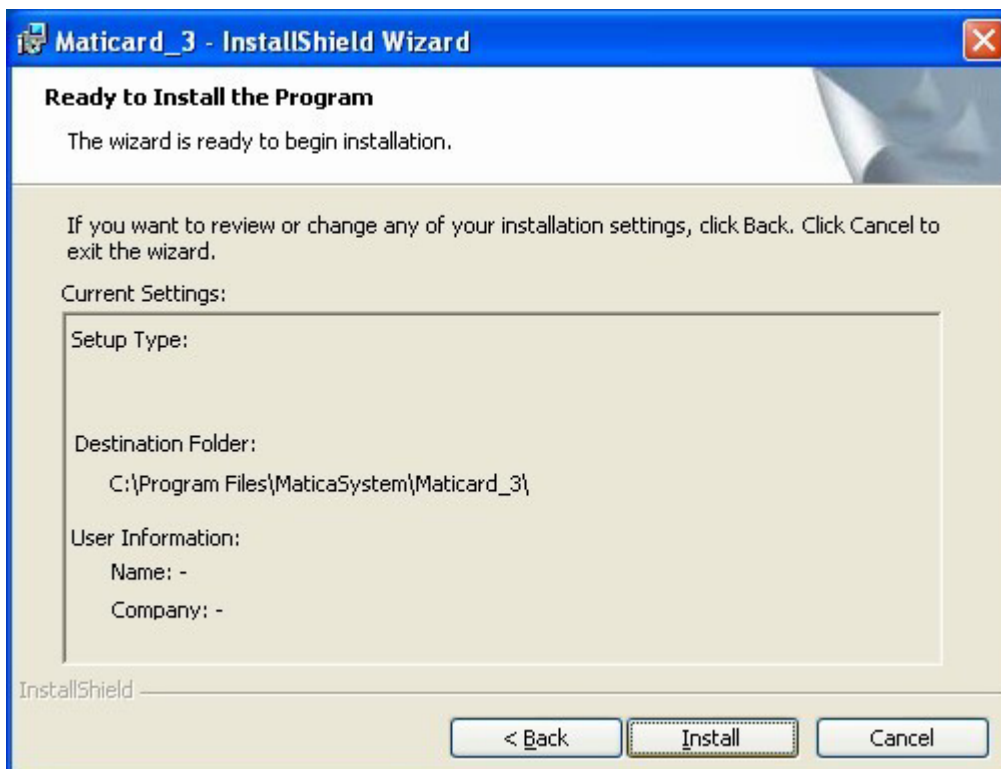 Maticard_3 - InstallShield Wizard
Ready to Install the Program
The wizard is ready to begin installation.
If you want to review or change any of your installation settings, click Back. Click Cancel to
exit the wizard.
Current Settings:
Setup Type:
Destination Folder:
C:\Program Files\MaticaSystem\Maticard_3\
User Information:
Name: -
Company: -
InstallShield
< Back
Install
Cancel